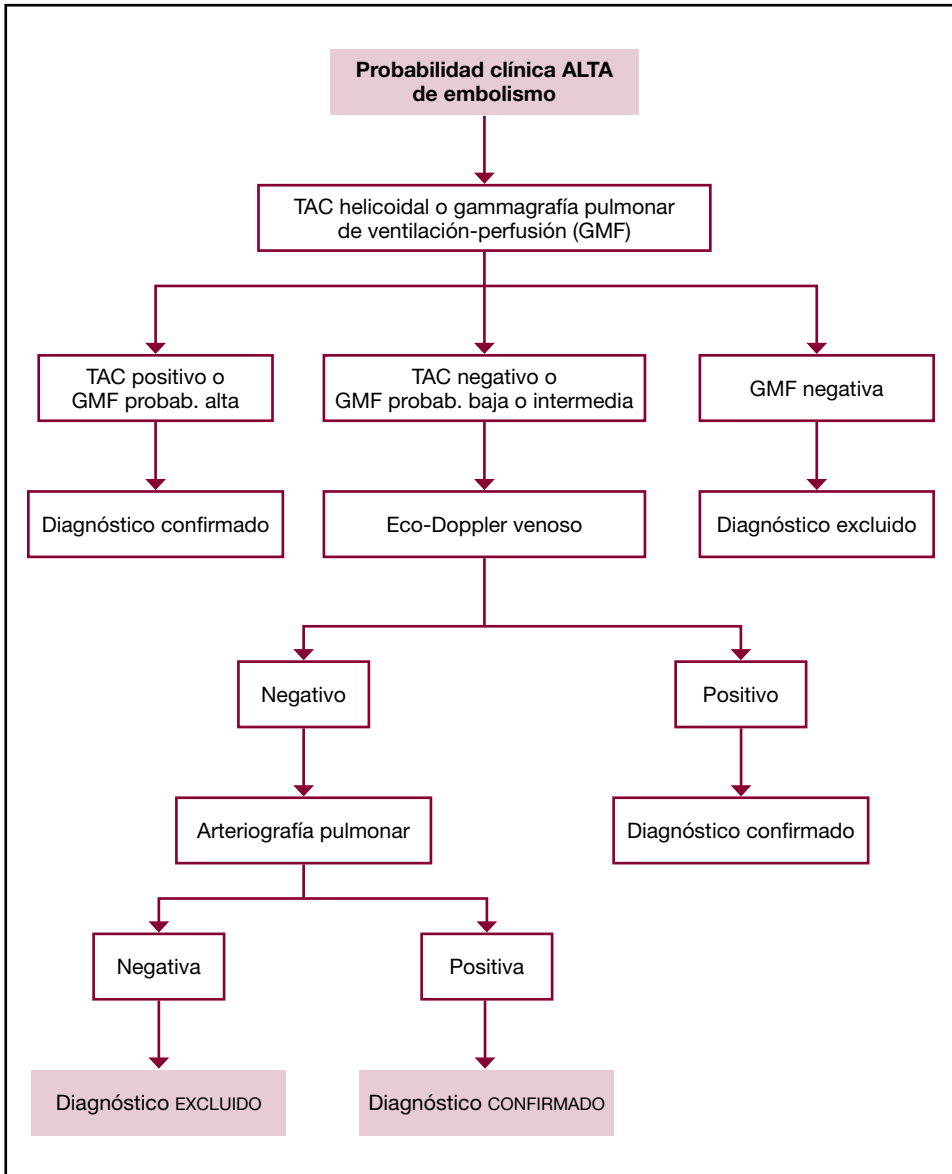 Probabilidad clínica ALTA
de embolismo
TAC helicoidal o gammagrafía pulmonar
de ventilación-perfusión (GMF)
TAC positivo o
GMF probab. alta
TAC negativo o
GMF probab. baja o intermedia
GMF negativa
Diagnóstico confirmado
Eco-Doppler venoso
Diagnóstico excluido
Negativo
Positivo
Arteriografía pulmonar
Diagnóstico confirmado
Negativa
Positiva
Diagnóstico EXCLUIDO
Diagnóstico CONFIRMADO